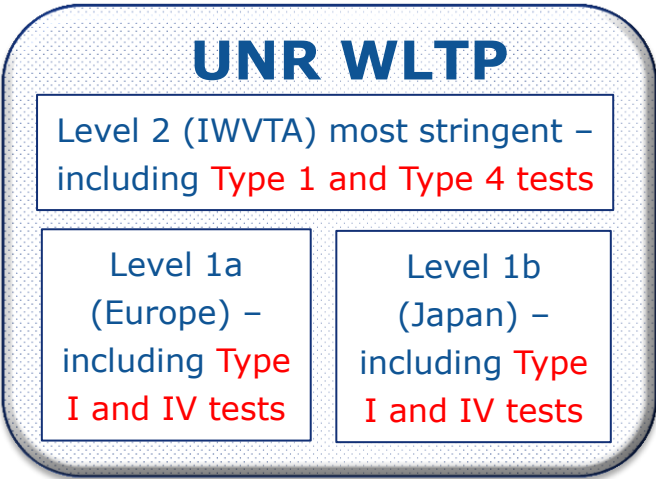 UNR WLTP
Level 2 (IWVTA) most stringent –
including Type 1 and Type 4 tests
Level 1a
(Europe) –
including Type
I and IV tests
Level 1b
(Japan) –
including Type
I and IV tests